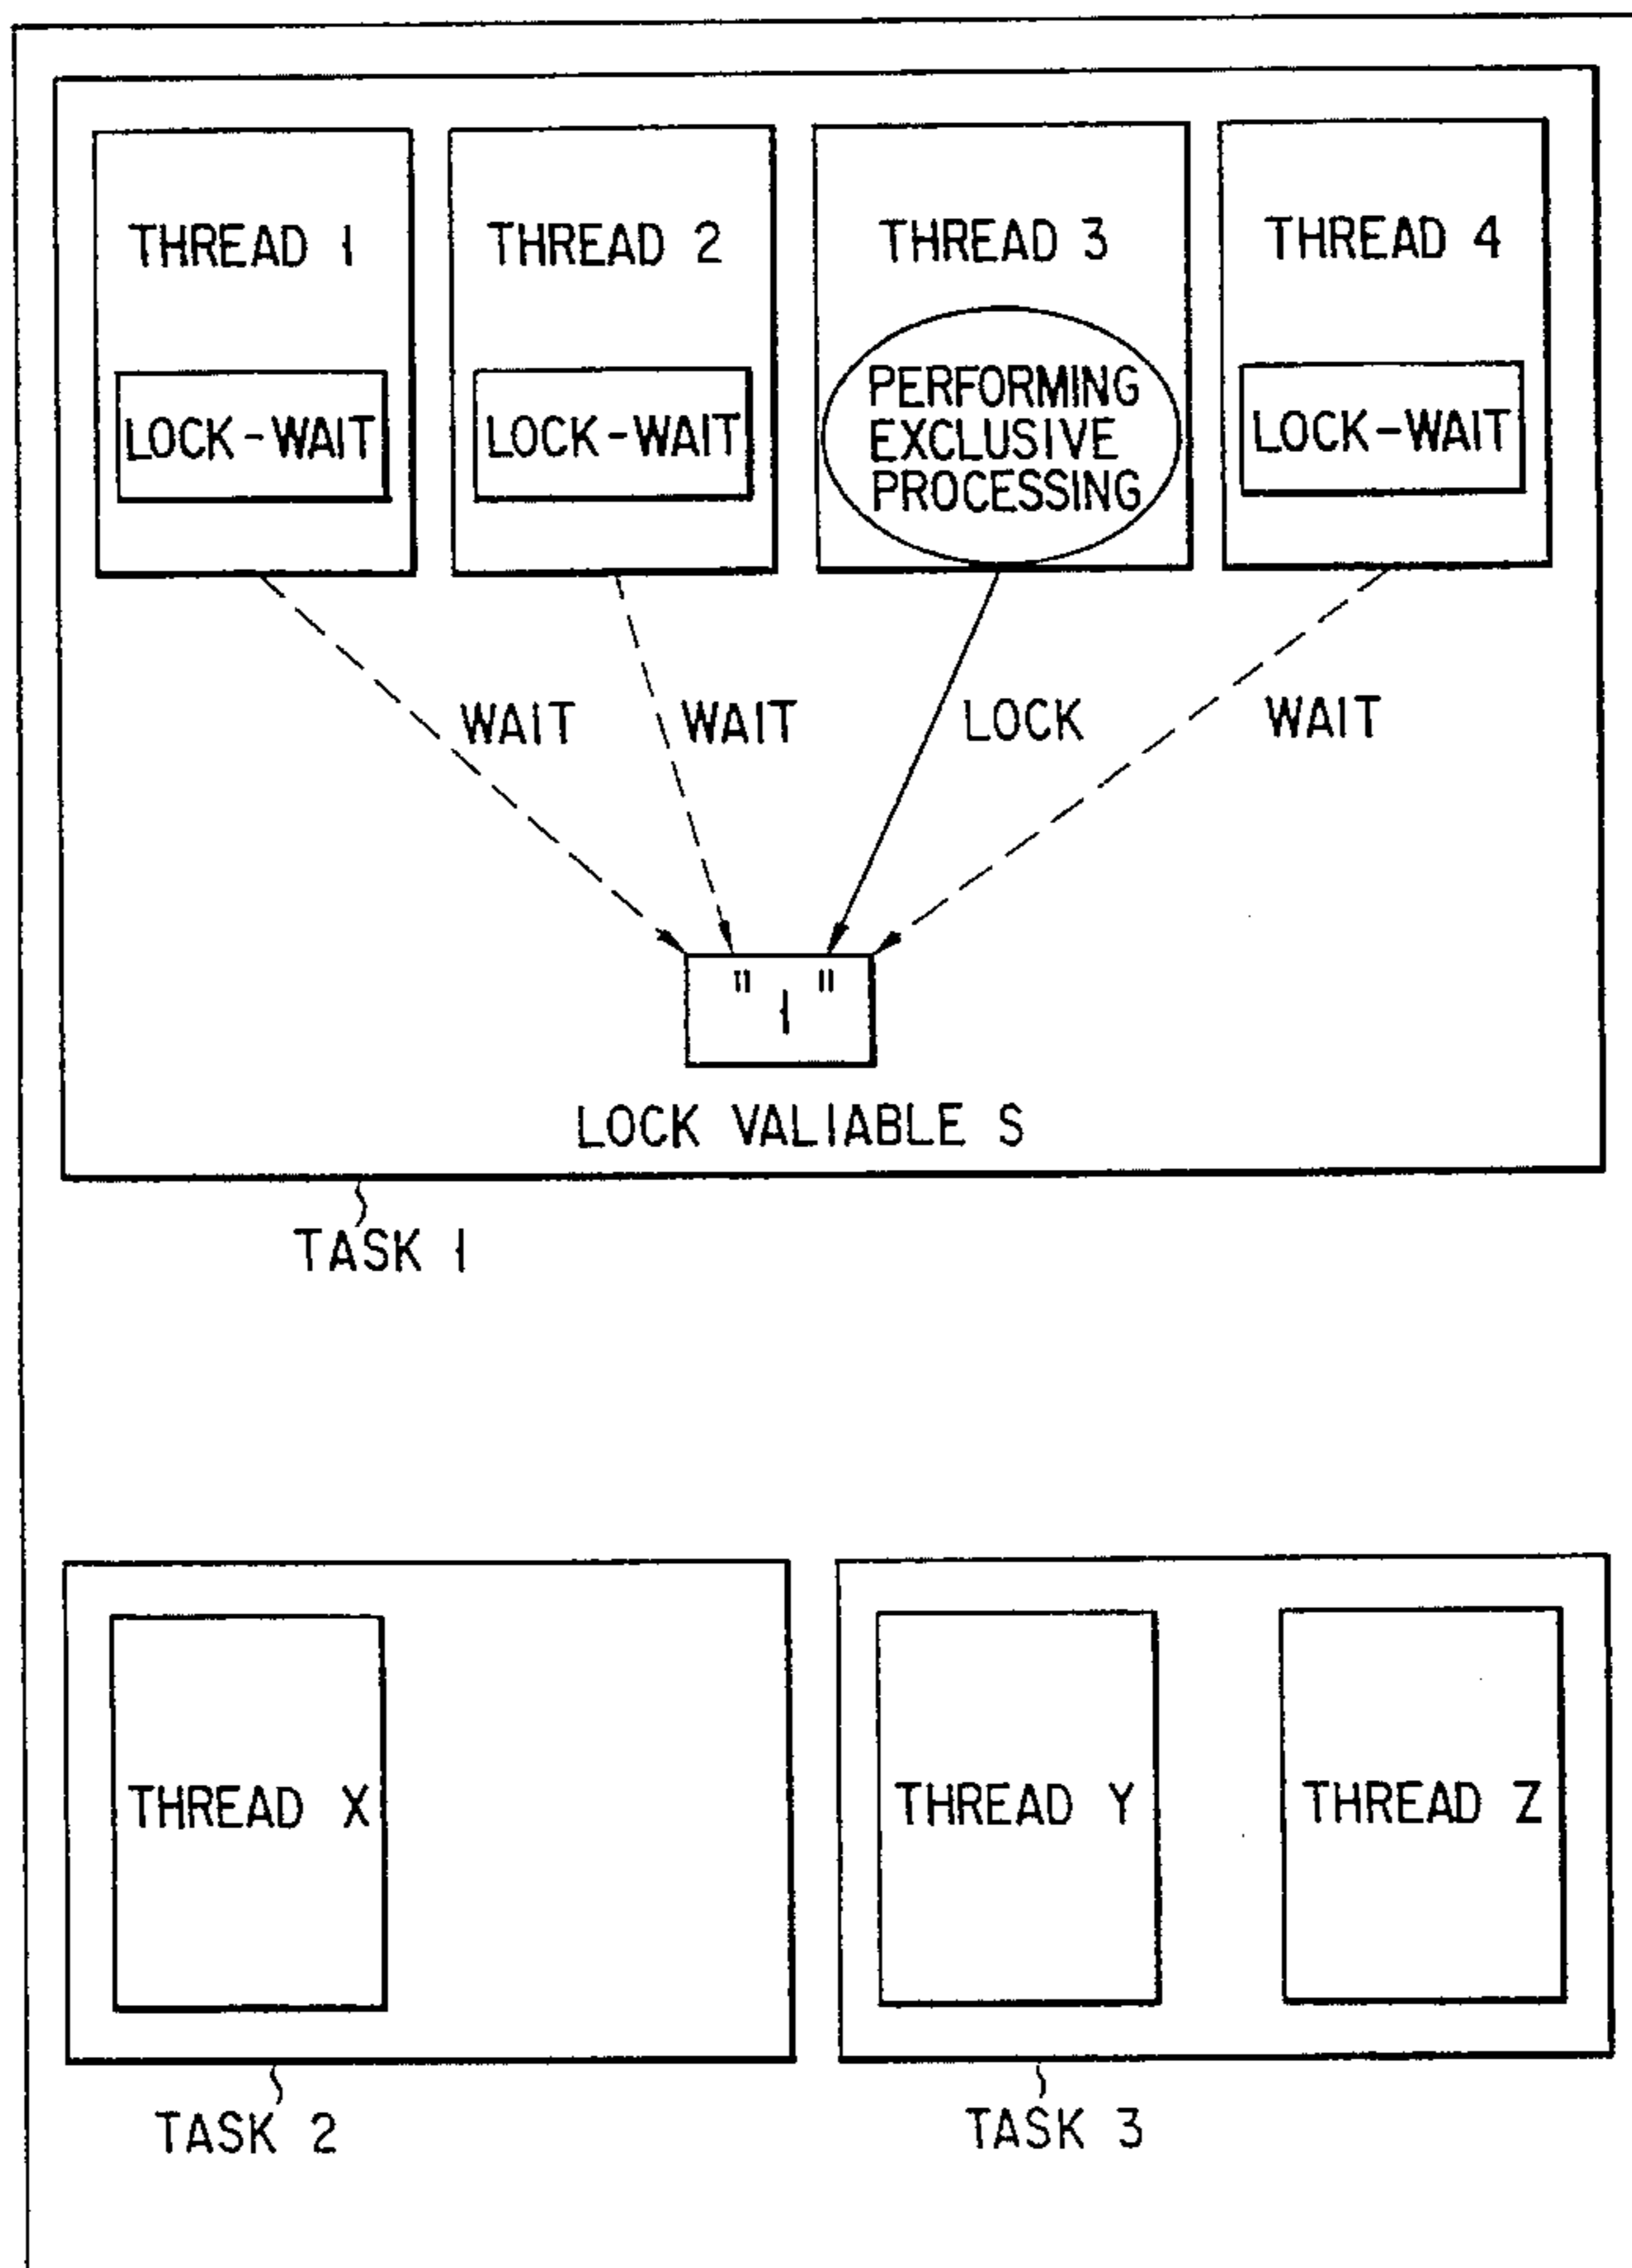 THREAD 1
THREAD 2
THREAD 3
THREAD 4
LOCK-WAIT
LOCK-WAIT
PERFORMING
EXCLUSIVE
PROCESSING
LOCK-WAIT
WAIT
WAIT
LOCK
WAIT
"1"
LOCK VALIABLE S
TASK 1
THREAD X
THREAD Y
THREAD Z
TASK 2
TASK 3